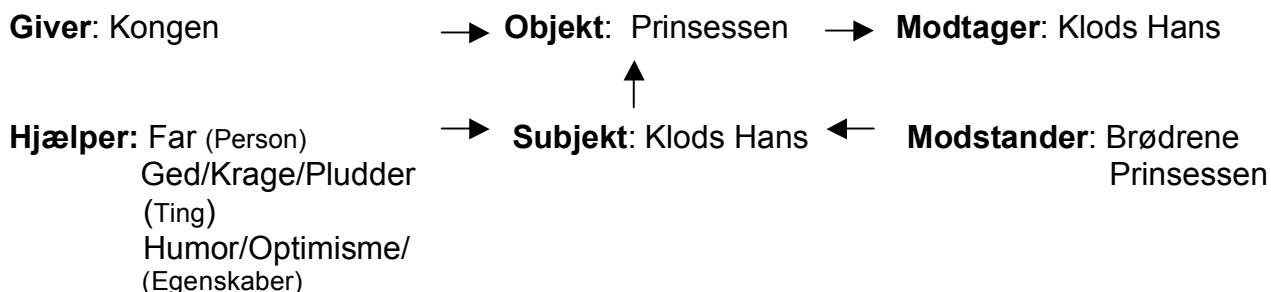 Giver: Kongen Objekt: Prinsessen Modtager: Klods Hans
Hjælper: Far (Person) Subjekt: Klods Hans Modstander: Brødrene
Ged/Krage/Pludder Prinsessen
(Ting)
Humor/Optimisme/
(Egenskaber)